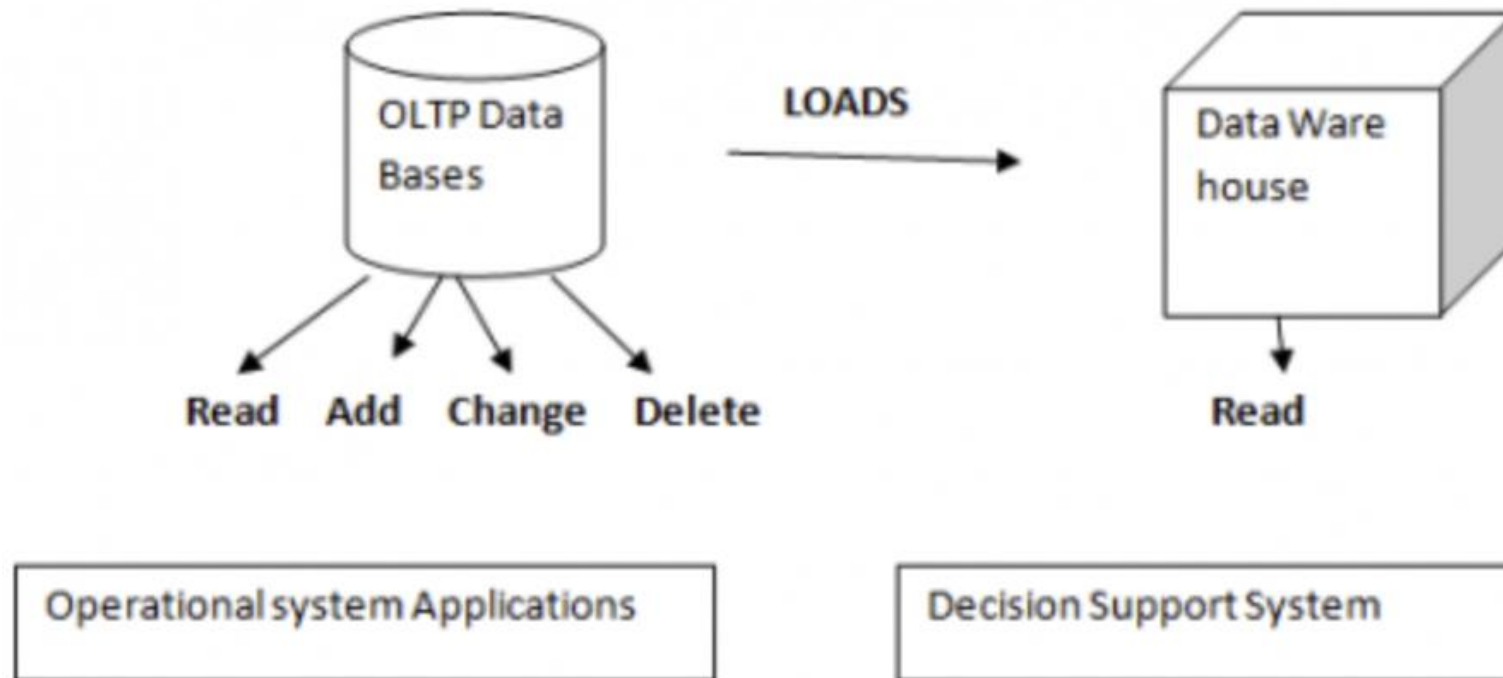 OLTP Data
Bases
LOADS
Data Ware
house
Read Add Change Delete
Read
Operational system Applications
Decision Support System